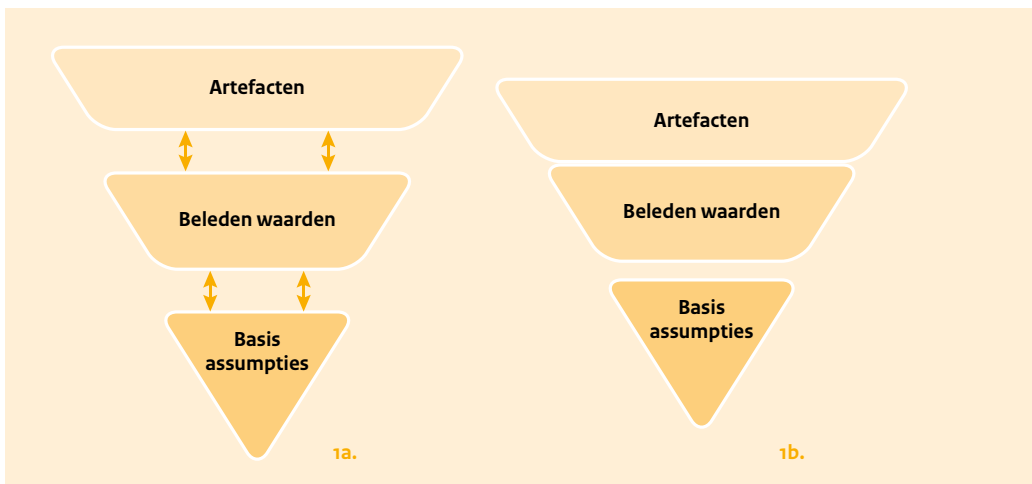 Artefacten
Beleden waarden
Basis
assumpties
1a.
Artefacten
Beleden waarden
Basis
assumpties
1b.